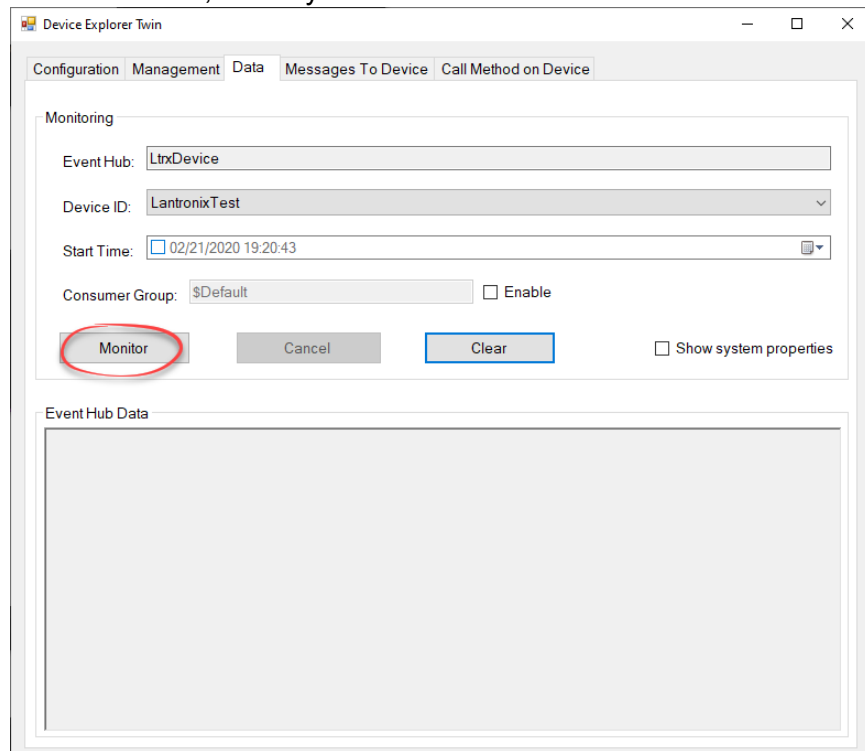 Device Explorer Twin
Configuration Management Data Messages To Device Call Method on Device
Monitoring
Event Hub: LtrxDevice
Device ID: LantronixTest
Start Time: 02/21/2020 19:20:43
Consumer Group: $Default Enable
Monitor Cancel Clear Show system properties
Event Hub Data